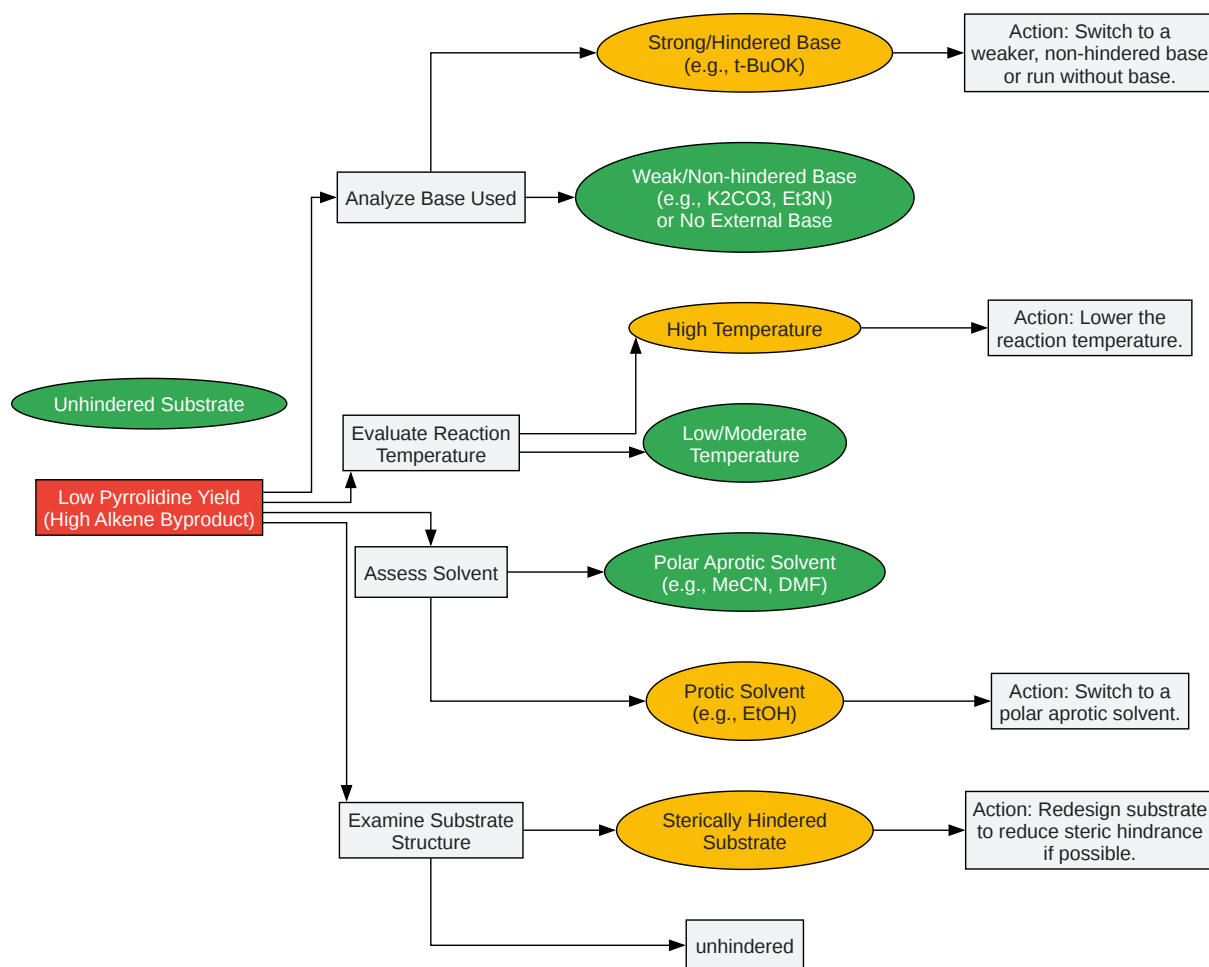 Strong/Hindered Base
(e.g., t-BuOK)
Action: Switch to a
weaker, non-hindered base
or run without base.
Analyze Base Used
Weak/Non-hindered Base
(e.g., K2CO3, Et3N)
or No External Base
High Temperature
Action: Lower the
reaction temperature.
Unhindered Substrate
Evaluate Reaction
Temperature
Low/Moderate
Temperature
Low Pyrrolidine Yield
(High Alkene Byproduct)
Assess Solvent
Polar Aprotic Solvent
(e.g., MeCN, DMF)
Protic Solvent
(e.g., EtOH)
Action: Switch to a
polar aprotic solvent.
Examine Substrate
Structure
Sterically Hindered
Substrate
Action: Redesign substrate
to reduce steric hindrance
if possible.
unhindered